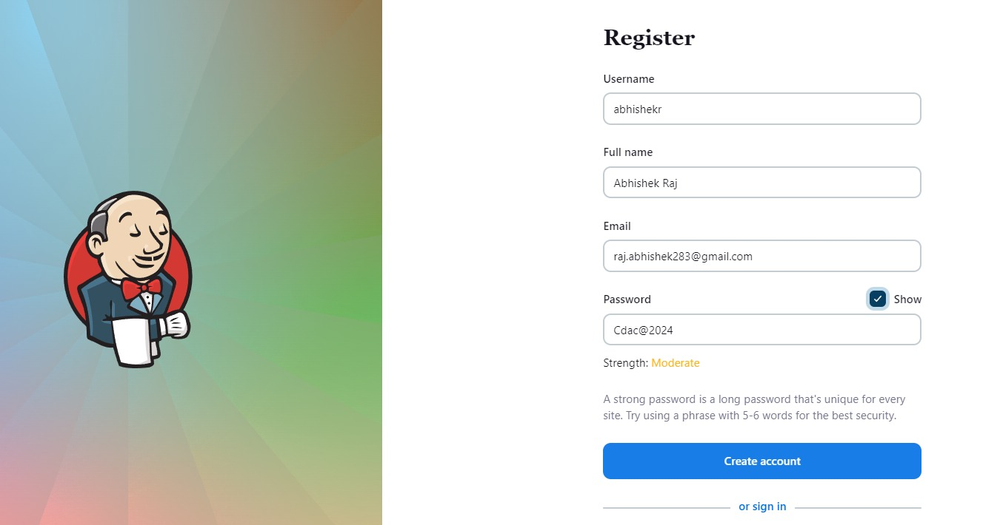 Register
Username
abhishekr
Full name
Abhishek Raj
Email
raj.abhishek283@gmail.com
Password
Show
Cdac@2024
Strength: Moderate
A strong password is a long password that's unique for every
site. Try using a phrase with 5-6 words for the best security.
Create account
or sign in